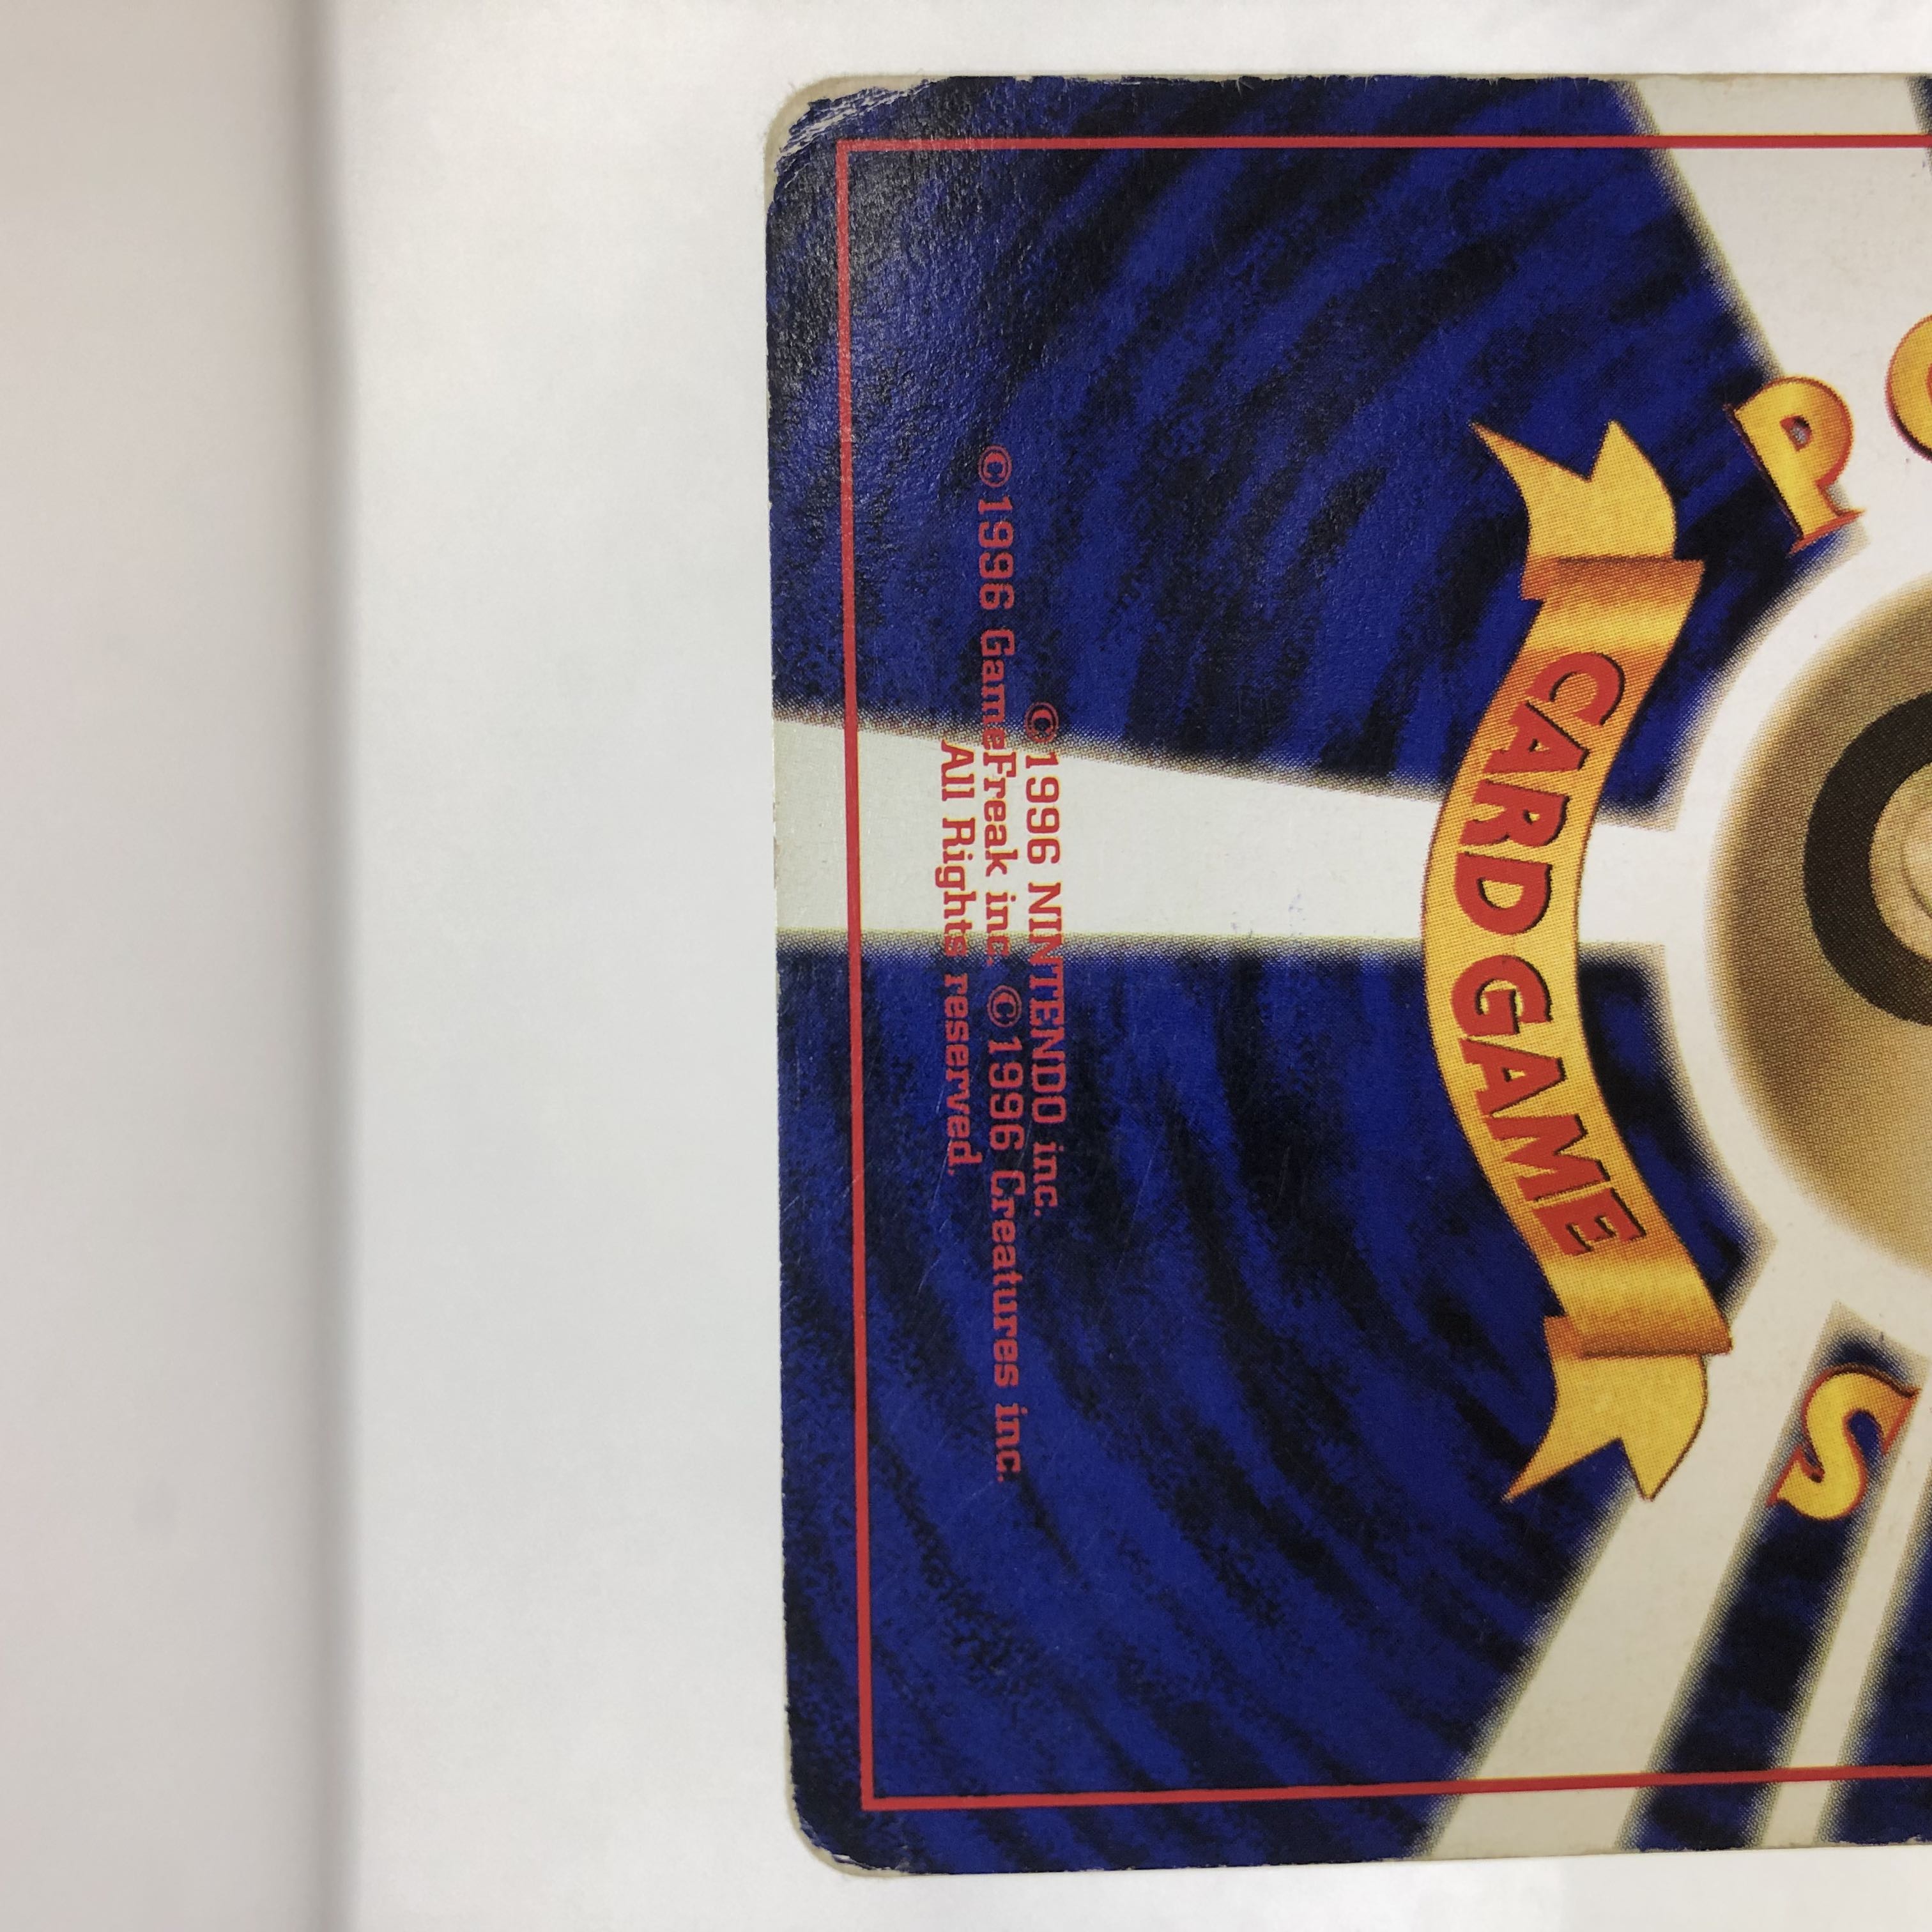 P
CARD GAME
S
©1996 NINTENDO inc.
©1996 GameFreak inc. ©1996 Creatures inc.
All Rights reserved.